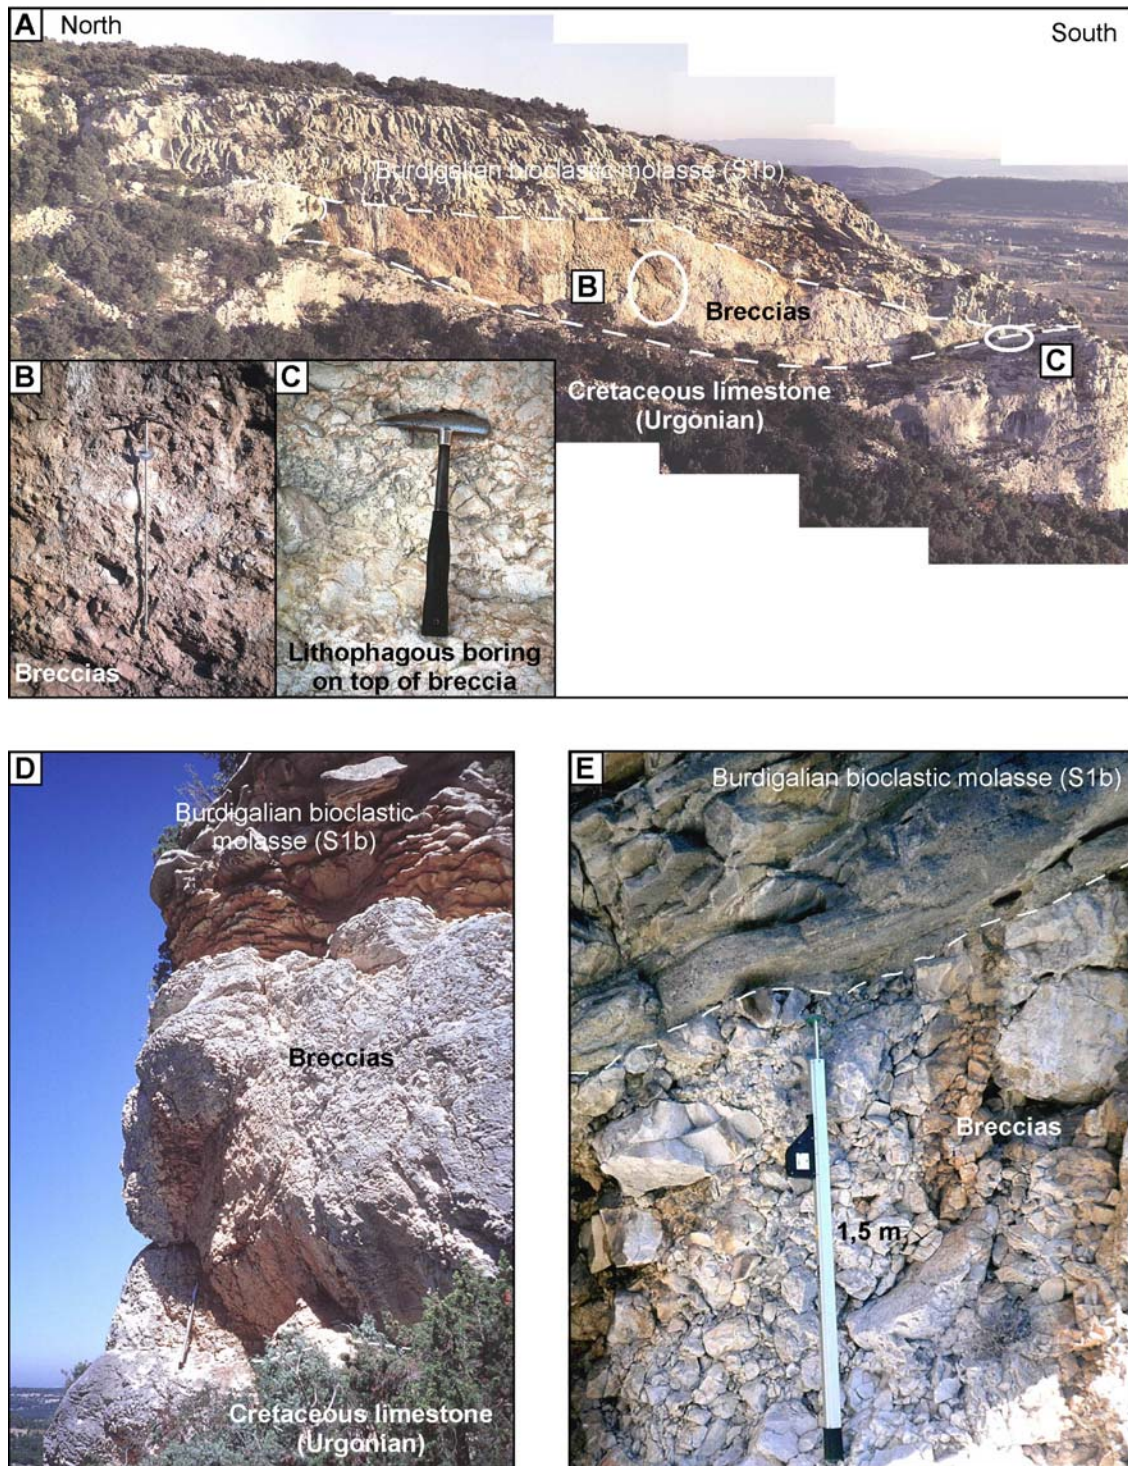 A
North
South
Burdigalian bioclastic molasse (S1b)
B
Breccias
C
Cretaceous limestone
(Urgonian)
B
Breccias
C
Lithophagous boring
on top of breccia
D
Burdigalian bioclastic
molasse (S1b)
Breccias
Cretaceous limestone
(Urgonian)
E
Burdigalian bioclastic molasse (S1b)
Breccias
1,5 m